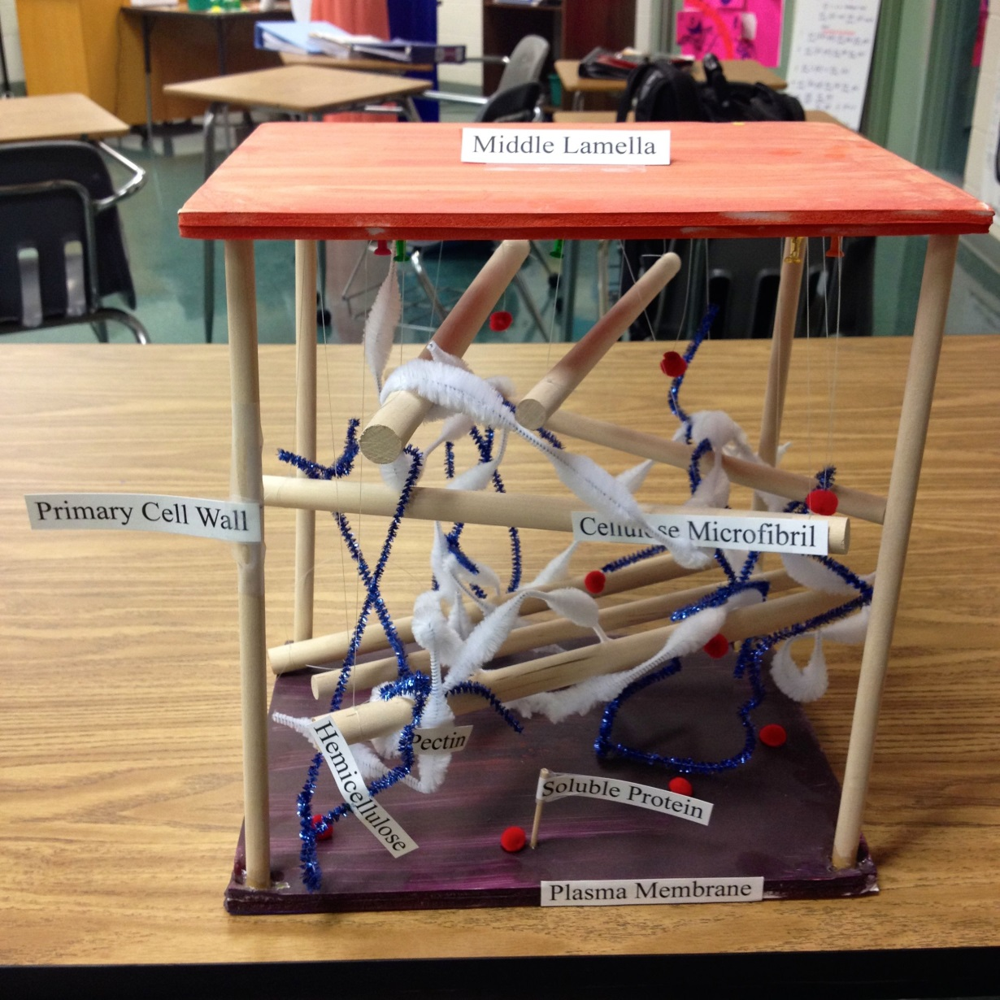 Middle Lamella
Primary Cell Wall
Cellulose Microfibril
Pectin
Hemicellulose
Soluble Protein
Plasma Membrane